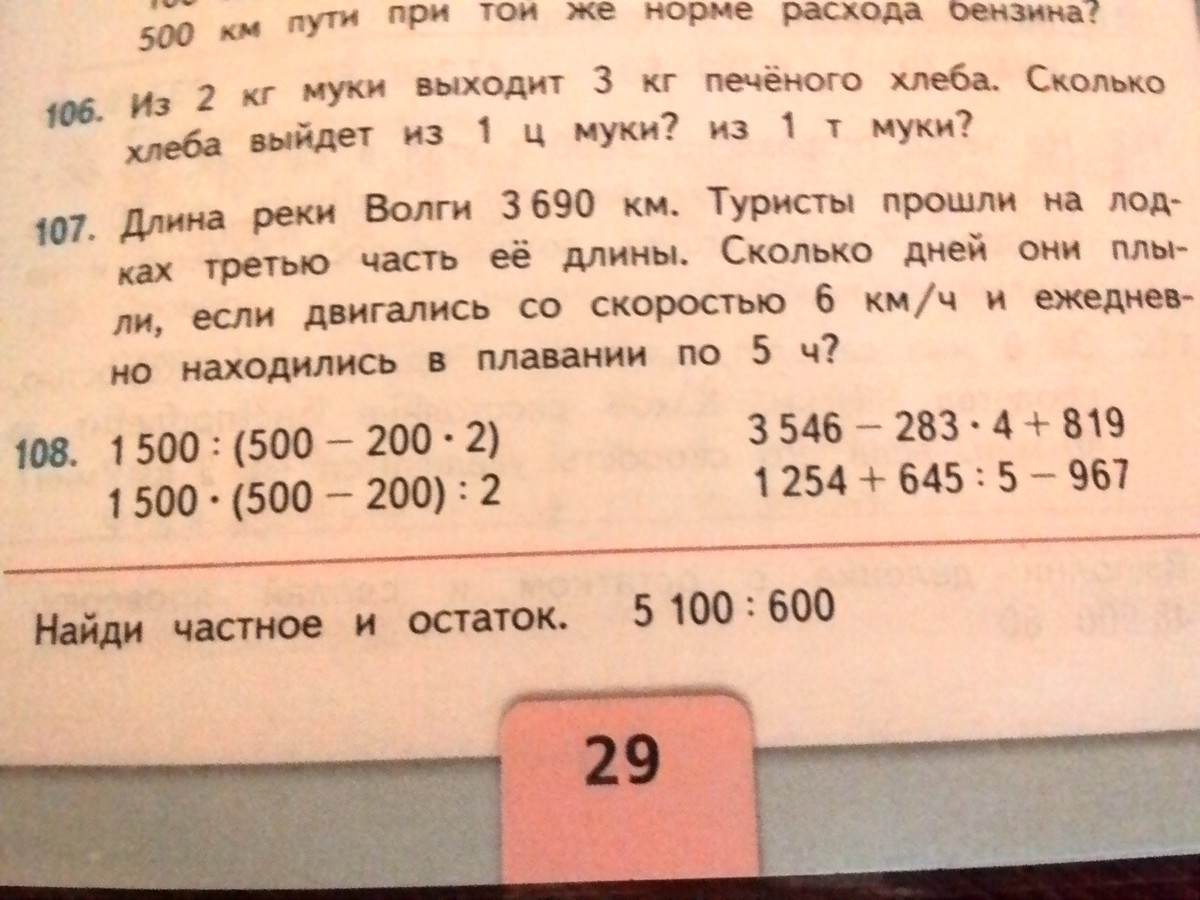 500 км пути при той же норме расхода бензина?
106. Из 2 кг муки выходит 3 кг печёного хлеба. Сколько
хлеба выйдет из 1 ц муки? из 1 т муки?
107. Длина реки Волги 3 690 км. Туристы прошли на лод-
ках третью часть её длины. Сколько дней они плы-
ли, если двигались со скоростью 6 км/ч и ежеднев-
но находились в плавании по 5 ч?
108. 1 500 : (500 − 200 · 2) 3 546 − 283 · 4 + 819
1 500 · (500 − 200) : 2 1 254 + 645 : 5 − 967
Найди частное и остаток. 5 100 : 600
29